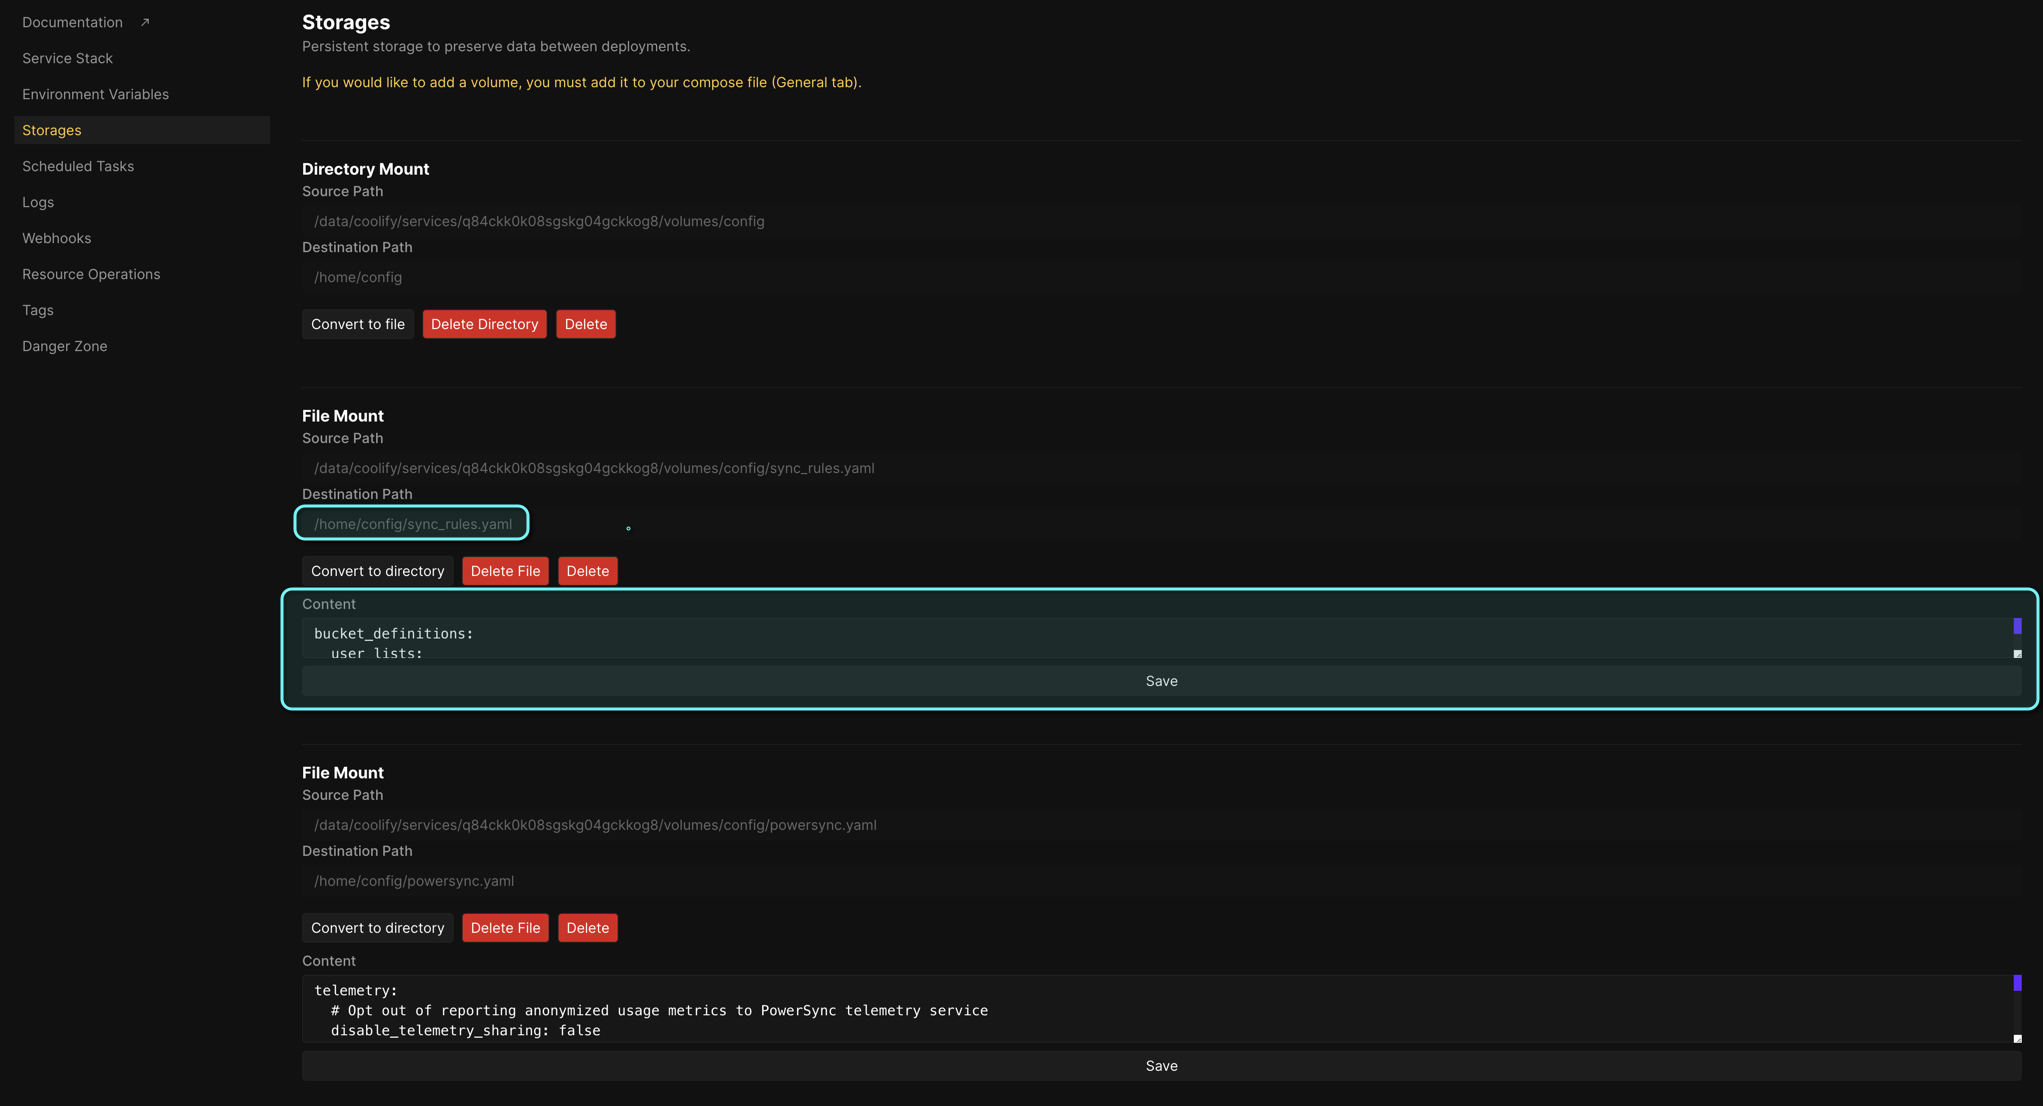 Documentation ↗
Service Stack
Environment Variables
Storages
Scheduled Tasks
Logs
Webhooks
Resource Operations
Tags
Danger Zone
Storages
Persistent storage to preserve data between deployments.
If you would like to add a volume, you must add it to your compose file (General tab).
Directory Mount
Source Path
/data/coolify/services/q84ckk0k08sgskg04gckkog8/volumes/config
Destination Path
/home/config
Convert to file Delete Directory Delete
File Mount
Source Path
/data/coolify/services/q84ckk0k08sgskg04gckkog8/volumes/config/sync_rules.yaml
Destination Path
/home/config/sync_rules.yaml
Convert to directory Delete File Delete
Content
bucket_definitions:
  user_lists:
Save
File Mount
Source Path
/data/coolify/services/q84ckk0k08sgskg04gckkog8/volumes/config/powersync.yaml
Destination Path
/home/config/powersync.yaml
Convert to directory Delete File Delete
Content
telemetry:
  # Opt out of reporting anonymized usage metrics to PowerSync telemetry service
  disable_telemetry_sharing: false
Save